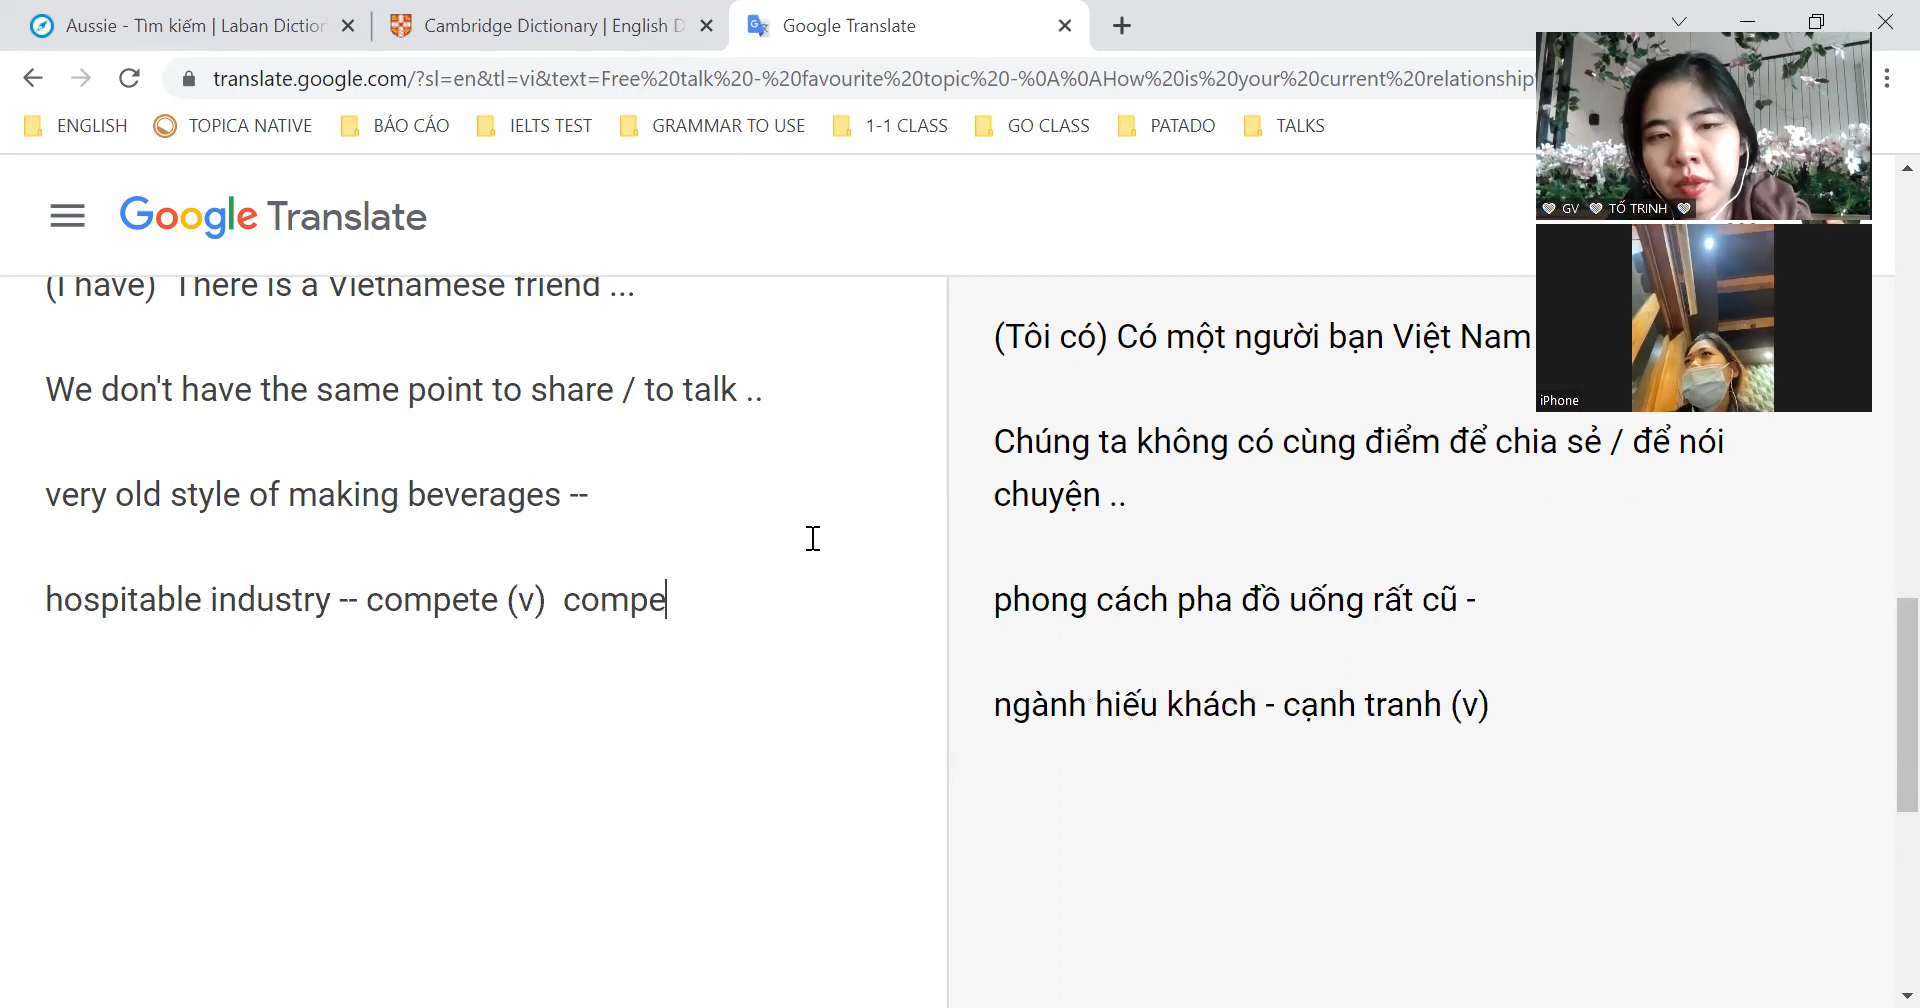 Aussie - Tìm kiếm | Laban Diction
Cambridge Dictionary | English D
Google Translate
translate.google.com/?sl=en&tl=vi&text=Free%20talk%20-%20favourite%20topic%20-%0A%0AHow%20is%20your%20current%20relationship
ENGLISH
TOPICA NATIVE
BÁO CÁO
IELTS TEST
GRAMMAR TO USE
1-1 CLASS
GO CLASS
PATADO
TALKS
GV TỐ TRINH
iPhone
Google Translate
(I have) There is a Vietnamese friend ...
We don't have the same point to share / to talk ..
very old style of making beverages --
hospitable industry -- compete (v) compe
(Tôi có) Có một người bạn Việt Nam
Chúng ta không có cùng điểm để chia sẻ / để nói
chuyện ..
phong cách pha đồ uống rất cũ -
ngành hiếu khách - cạnh tranh (v)